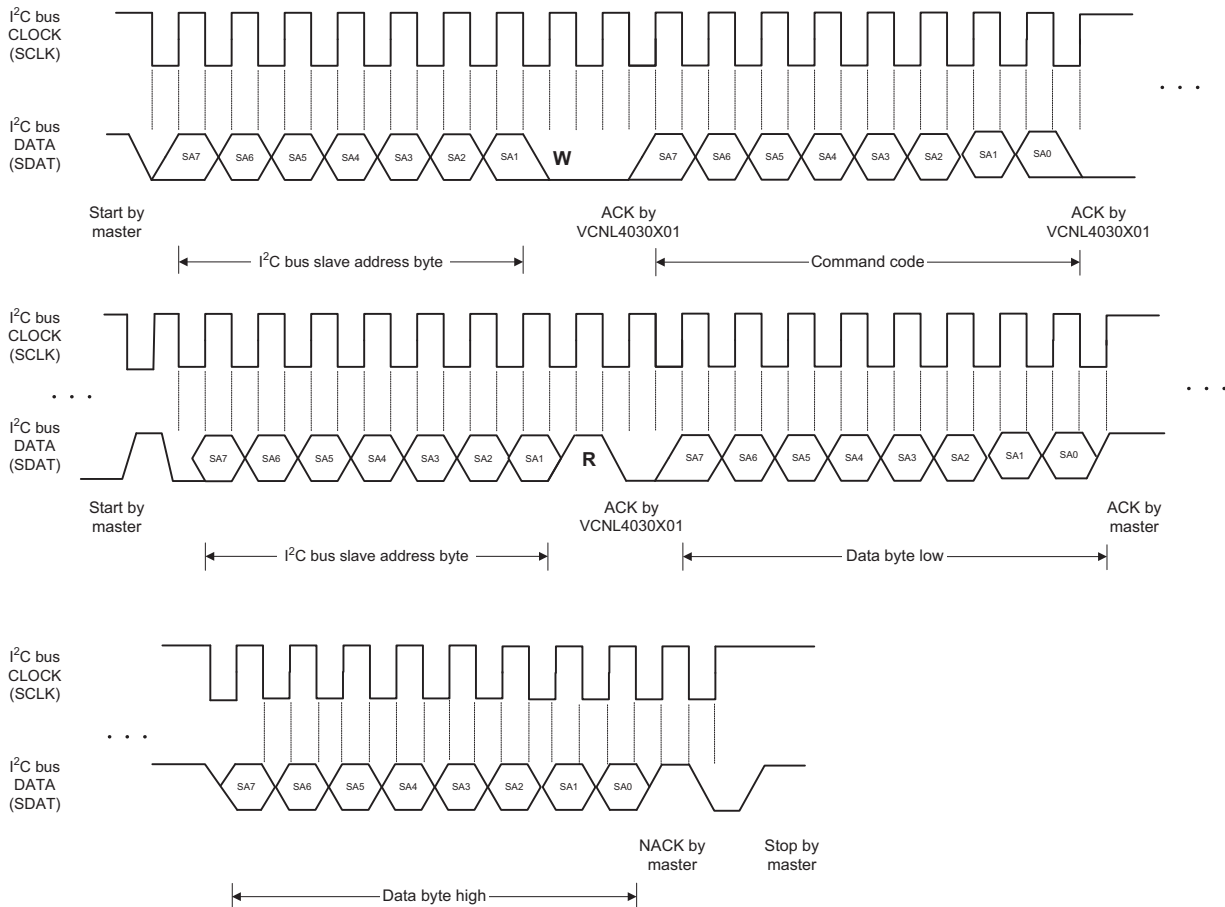 I²C bus
CLOCK
(SCLK)
. . .
I²C bus
DATA
(SDAT)
SA7 SA6 SA5 SA4 SA3 SA2 SA1 W SA7 SA6 SA5 SA4 SA3 SA2 SA1 SA0
Start by
master
ACK by
VCNL4030X01
ACK by
VCNL4030X01
I²C bus slave address byte
Command code
I²C bus
CLOCK
(SCLK)
. . .
. . .
I²C bus
DATA
(SDAT)
SA7 SA6 SA5 SA4 SA3 SA2 SA1 R SA7 SA6 SA5 SA4 SA3 SA2 SA1 SA0
Start by
master
ACK by
VCNL4030X01
ACK by
master
I²C bus slave address byte
Data byte low
I²C bus
CLOCK
(SCLK)
. . .
I²C bus
DATA
(SDAT)
SA7 SA6 SA5 SA4 SA3 SA2 SA1 SA0
NACK by
master
Stop by
master
Data byte high